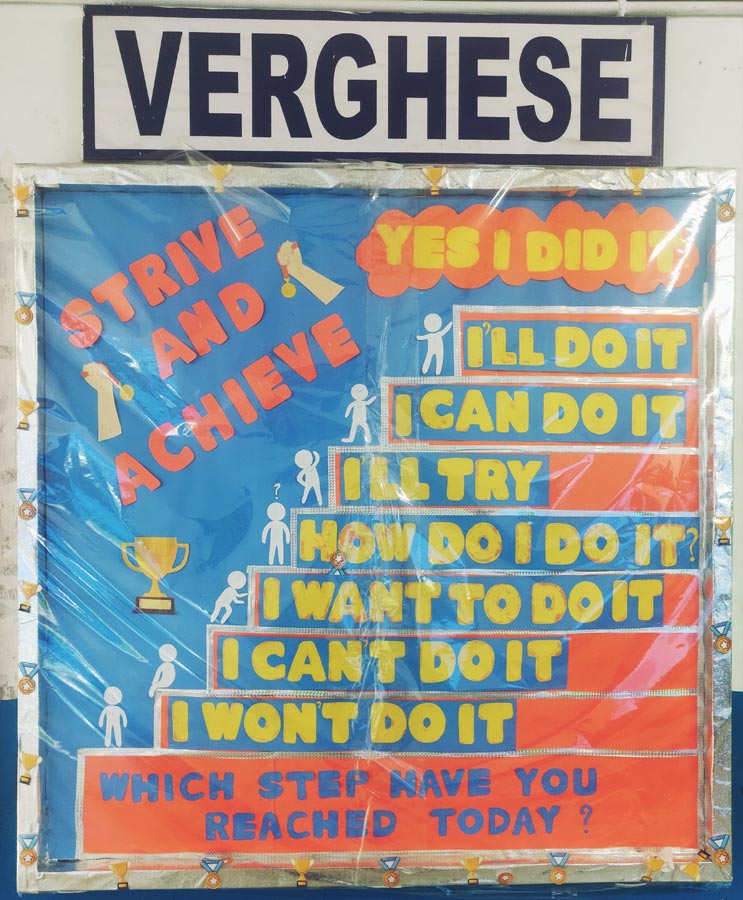 VERGHESE
STRIVE
AND
ACHIEVE
YES I DID IT
I'LL DO IT
I CAN DO IT
I'LL TRY
?
HOW DO I DO IT?
I WANT TO DO IT
I CAN'T DO IT
I WON'T DO IT
WHICH STEP HAVE YOU
REACHED TODAY?